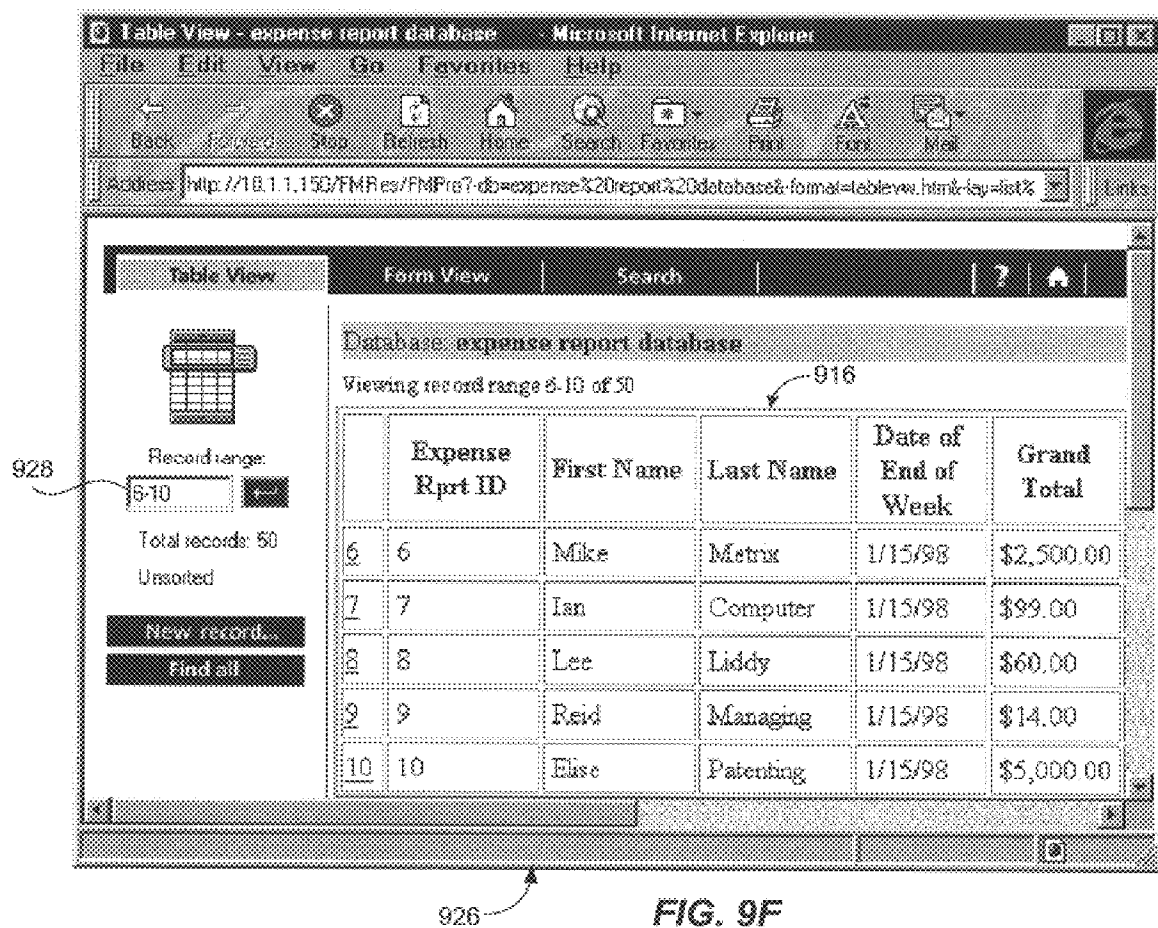 Table View - expense report database - Microsoft Internet Explorer
File Edit View Go Favorites Help
Back Forward Stop Refresh Home Search Favorites Print Font Mail
Address http://18.1.1.150/FMRes/FMPro?-db=expense%20report%20database&-format=tablevw.htm&-lay=list% Links
Table View Form View Search ?
Database: expense report database
Viewing record range 6-10 of 50
916
Record range:
928
6-10
Total records: 50
Unsorted
New record...
Find all
Expense Rprt ID First Name Last Name Date of End of Week Grand Total
6 6 Mike Metrix 1/15/98 $2,500.00
7 7 Ian Computer 1/15/98 $99.00
8 8 Lee Liddy 1/15/98 $60.00
9 9 Reid Managing 1/15/98 $14.00
10 10 Elise Patenting 1/15/98 $5,000.00
926
FIG. 9F